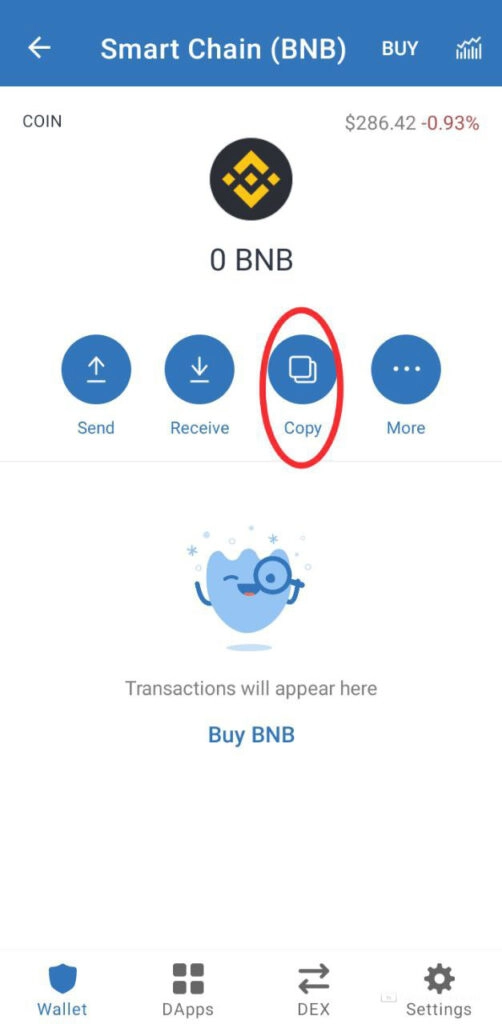 Smart Chain (BNB) BUY
COIN $286.42 -0.93%
0 BNB
Send Receive Copy More
Transactions will appear here
Buy BNB
Wallet DApps DEX Settings